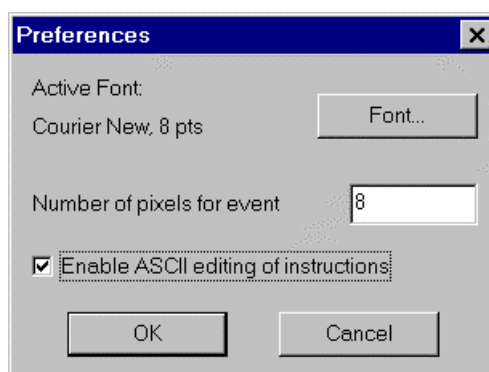 Preferences
Active Font:
Font...
Courier New, 8 pts
Number of pixels for event 8
Enable ASCII editing of instructions
OK Cancel